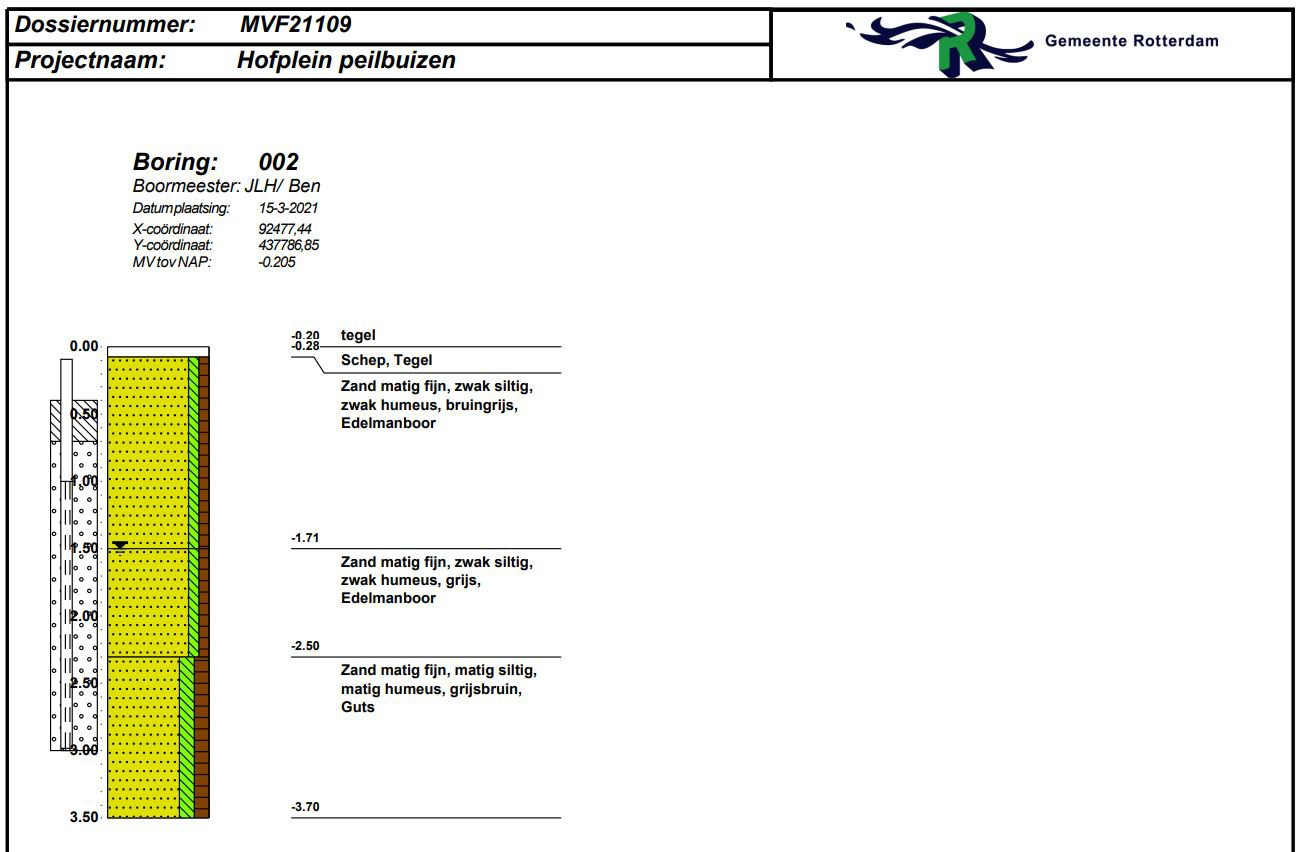 Dossiernummer: MVF21109
Projectnaam: Hofplein peilbuizen
Gemeente Rotterdam
Boring: 002
Boormeester: JLH/ Ben
Datumplaatsing: 15-3-2021
X-coördinaat: 92477,44
Y-coördinaat: 437786,85
MV tov NAP: -0.205
-0.20 tegel
0.00 -0.28
Schep, Tegel
Zand matig fijn, zwak siltig,
zwak humeus, bruingrijs,
Edelmanboor
0.50
1.00
-1.71
1.50
Zand matig fijn, zwak siltig,
zwak humeus, grijs,
Edelmanboor
2.00
-2.50
Zand matig fijn, matig siltig,
matig humeus, grijsbruin,
Guts
2.50
3.00
-3.70
3.50